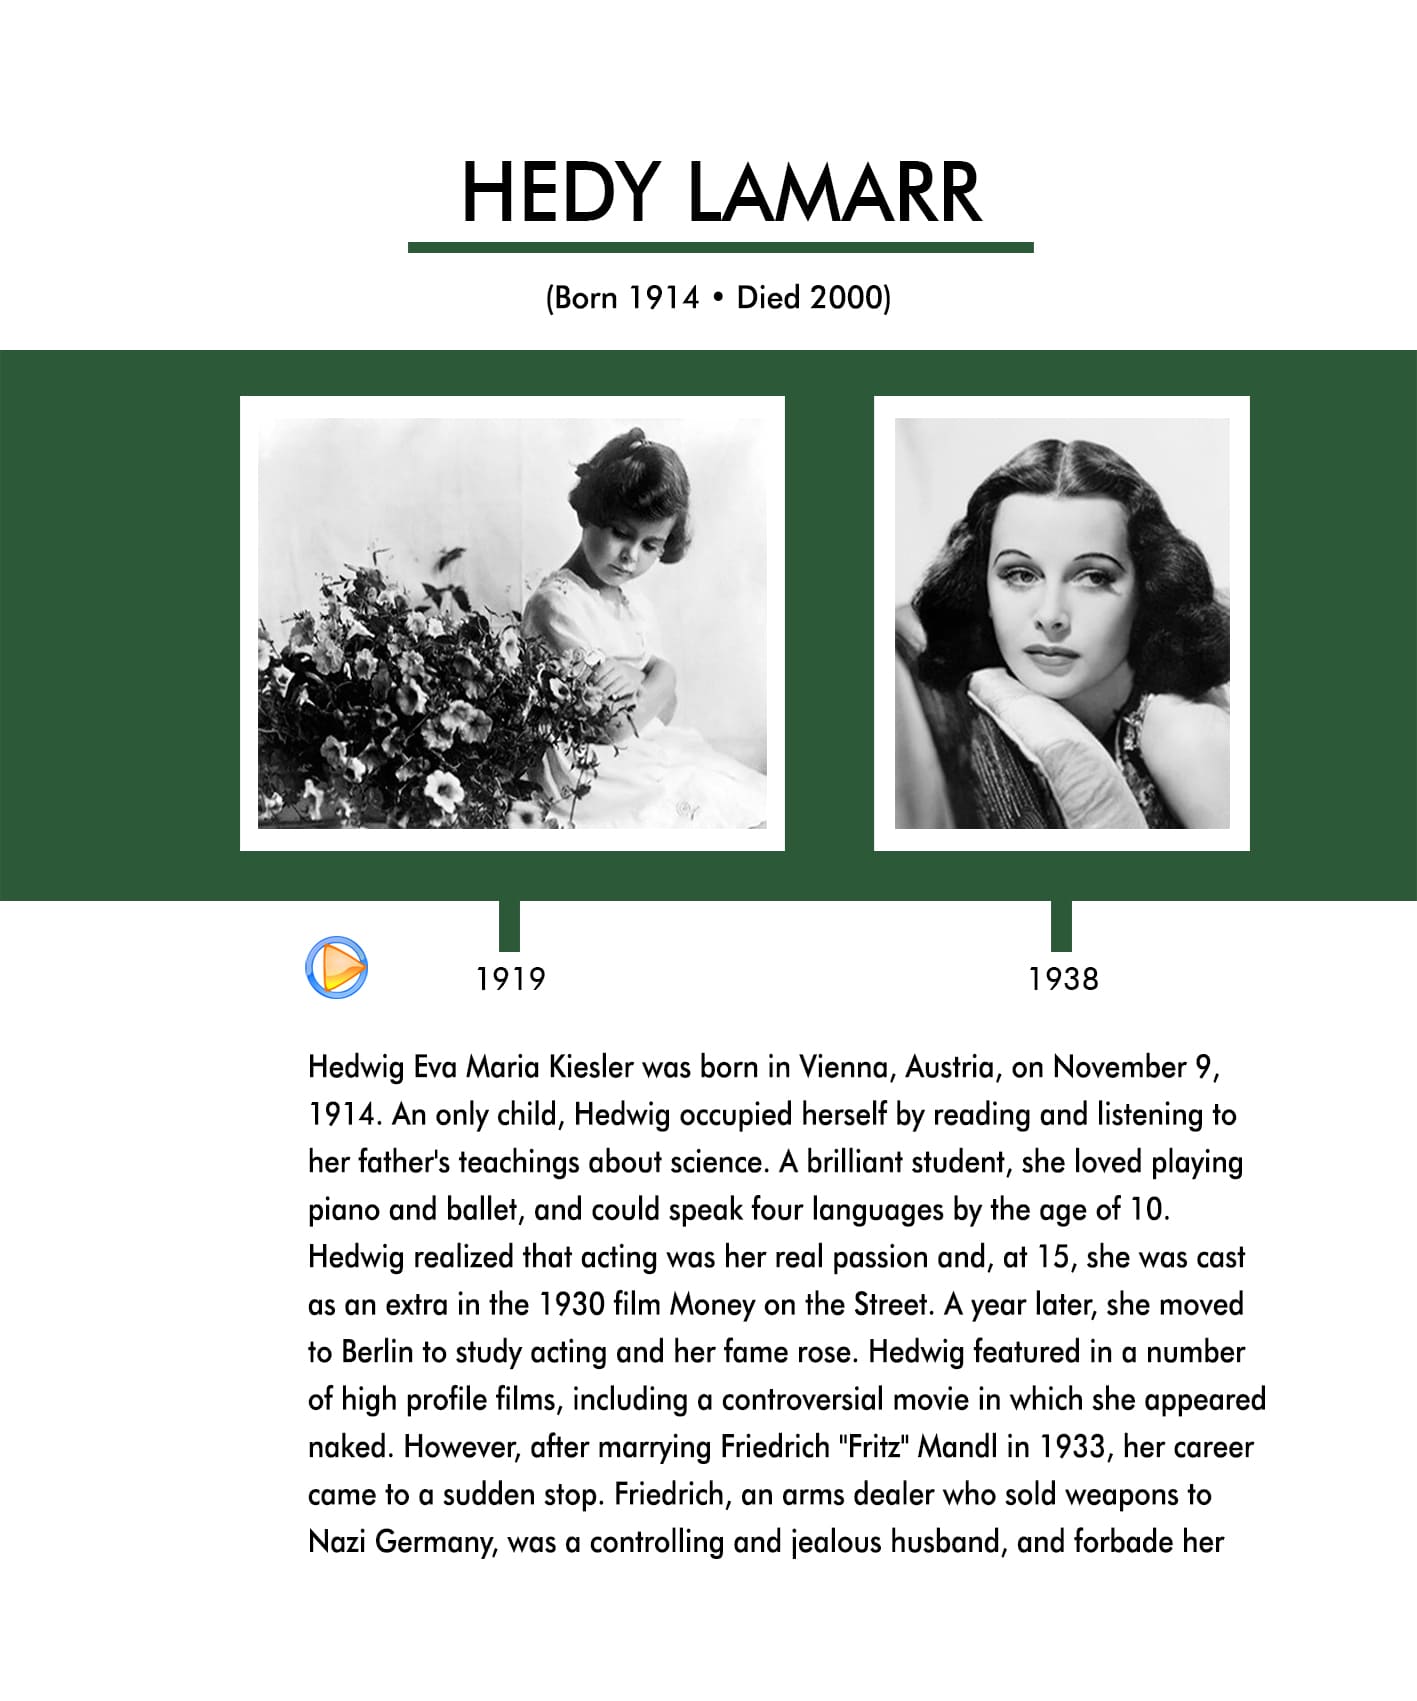 HEDY LAMARR
(Born 1914 • Died 2000)
1919
1938
Hedwig Eva Maria Kiesler was born in Vienna, Austria, on November 9,
1914. An only child, Hedwig occupied herself by reading and listening to
her father's teachings about science. A brilliant student, she loved playing
piano and ballet, and could speak four languages by the age of 10.
Hedwig realized that acting was her real passion and, at 15, she was cast
as an extra in the 1930 film Money on the Street. A year later, she moved
to Berlin to study acting and her fame rose. Hedwig featured in a number
of high profile films, including a controversial movie in which she appeared
naked. However, after marrying Friedrich "Fritz" Mandl in 1933, her career
came to a sudden stop. Friedrich, an arms dealer who sold weapons to
Nazi Germany, was a controlling and jealous husband, and forbade her